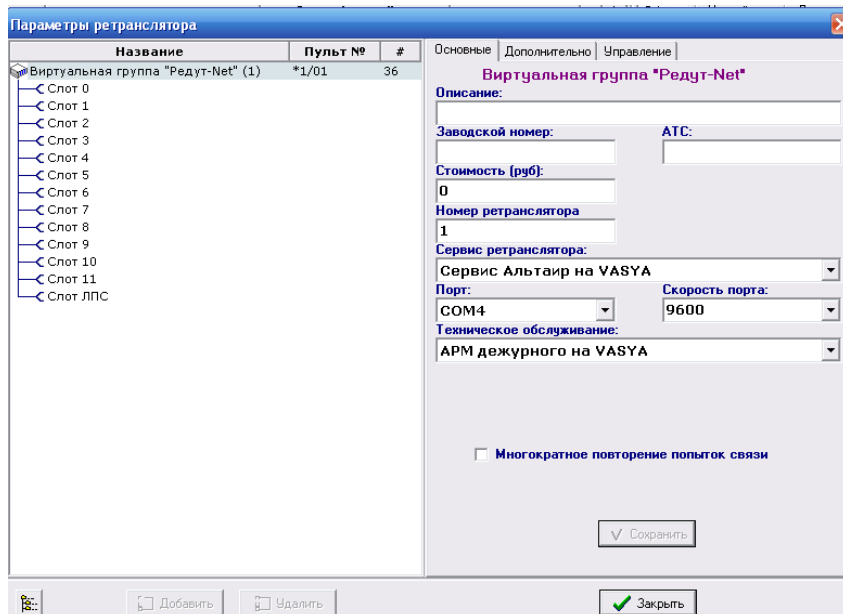 Параметры ретранслятора
Название Пульт № #
Виртуальная группа "Редут-Net" (1) *1/01 36
Слот 0
Слот 1
Слот 2
Слот 3
Слот 4
Слот 5
Слот 6
Слот 7
Слот 8
Слот 9
Слот 10
Слот 11
Слот ЛПС
Основные Дополнительно Управление
Виртуальная группа "Редут-Net"
Описание:
Заводской номер: АТС:
Стоимость (руб):
0
Номер ретранслятора
1
Сервис ретранслятора:
Сервис Альтаир на VASYA
Порт: Скорость порта:
COM4 9600
Техническое обслуживание:
АРМ дежурного на VASYA
Многократное повторение попыток связи
Сохранить
Добавить Удалить Закрыть